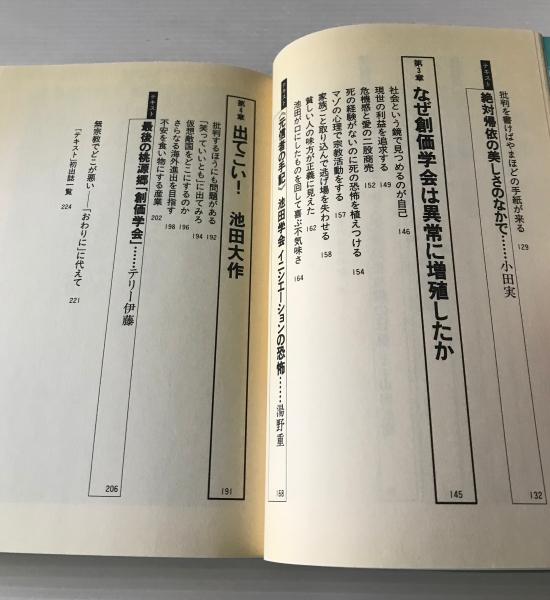 批判を書けばやまほどの手紙が来る 129
テキスト
絶対帰依の美しさのなかで……小田実
132
第3章 なぜ創価学会は異常に増殖したか
145
社会という鏡で見つめるのが自己 146
現世の利益を追求する 149
危機感と愛の二股商売 152
死の経験がないのに死の恐怖を植えつける 154
マゾの心理で宗教活動をする 157
家族ごと取り込んで逃げ場を失わせる 158
貧しい人の味方が正義に見えた 162
池田が口にしたものを回して喜ぶ不気味さ 164
テキスト
《元信者の手記》池田学会 イニシエーションの恐怖……湯野重
168
第4章 出てこい! 池田大作
191
批判するほうにも問題がある 192
「笑っていいとも」に出てみろ 194
仮想敵国をどこにするのか 196
さらなる海外進出を目指す 198
不安を食い物にする産業 202
テキスト
最後の桃源郷「創価学会」……テリー伊藤
206
無宗教でどこが悪い――「おわりに」に代えて 221
「テキスト」初出誌一覧 224